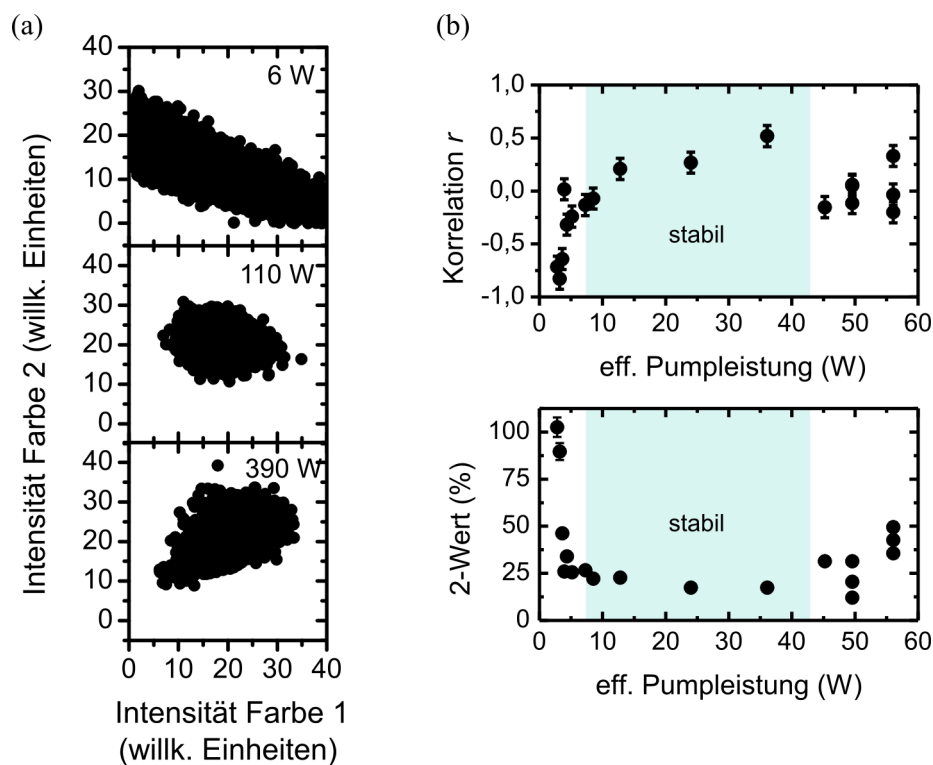 (a)
40
30
20
10
0
6 W
40
30
20
10
0
110 W
40
30
20
10
0
390 W
0 10 20 30 40
Intensität Farbe 2 (willk. Einheiten)
Intensität Farbe 1
(willk. Einheiten)
(b)
1,0
0,5
0,0
-0,5
-1,0
Korrelation r
stabil
0 10 20 30 40 50 60
eff. Pumpleistung (W)
100
75
50
25
0
2-Wert (%)
stabil
0 10 20 30 40 50 60
eff. Pumpleistung (W)